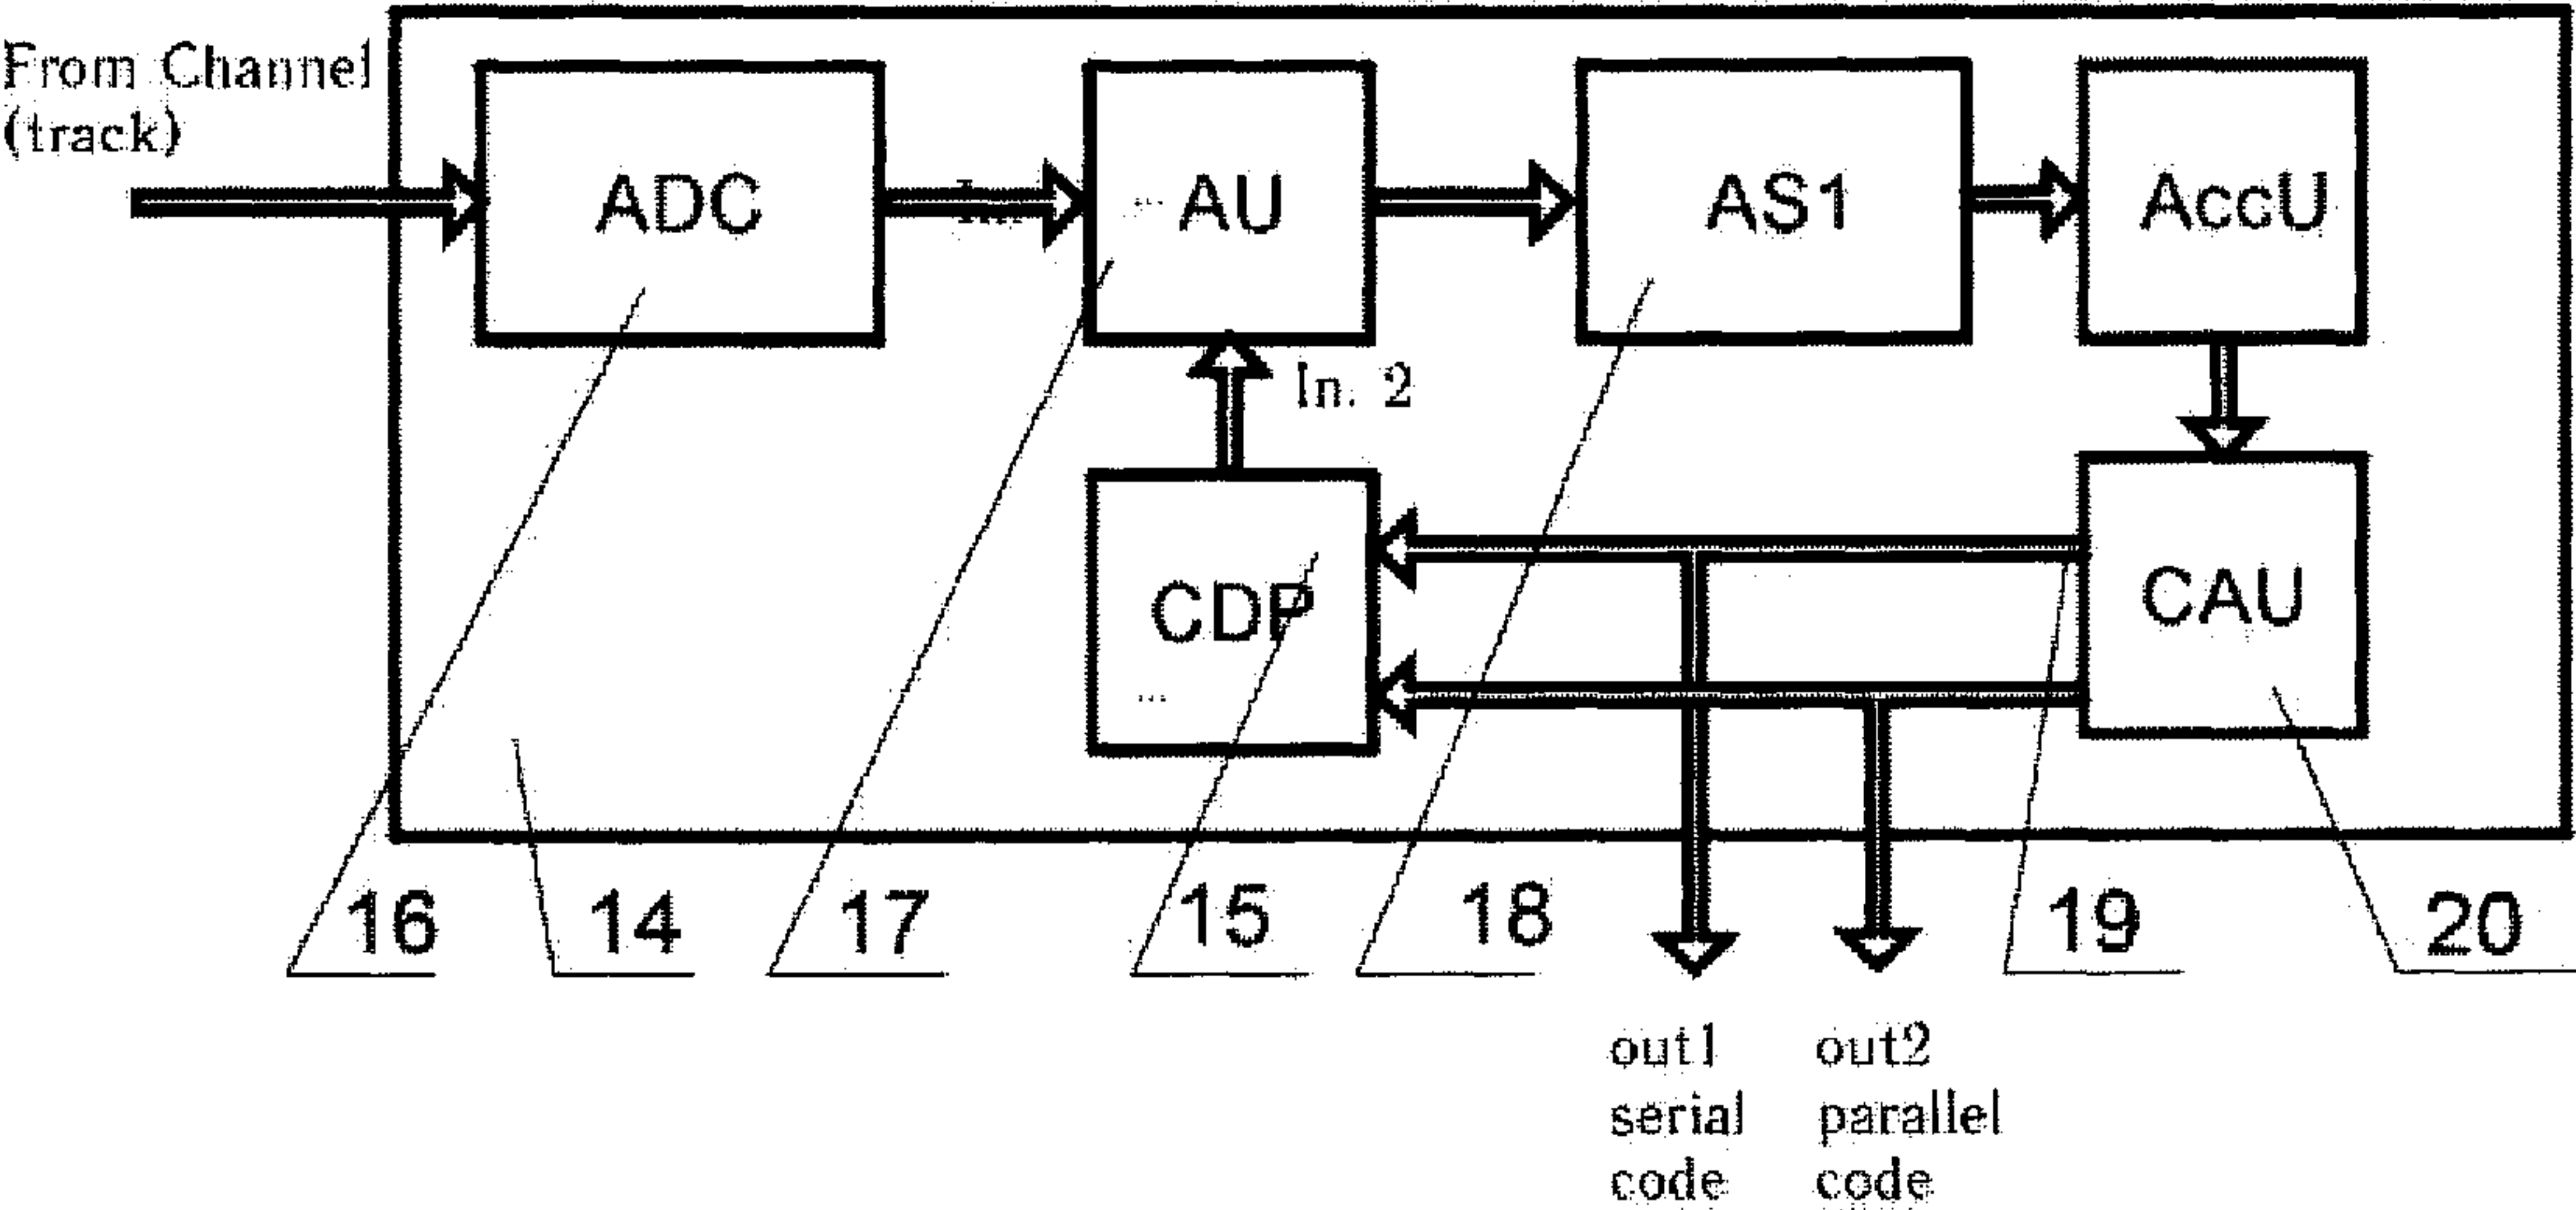 From Channel
(track)
ADC
AU
AS1
AccU
In. 2
CDP
CAU
16
14
17
15
18
19
20
out1
serial
code
out2
parallel
code